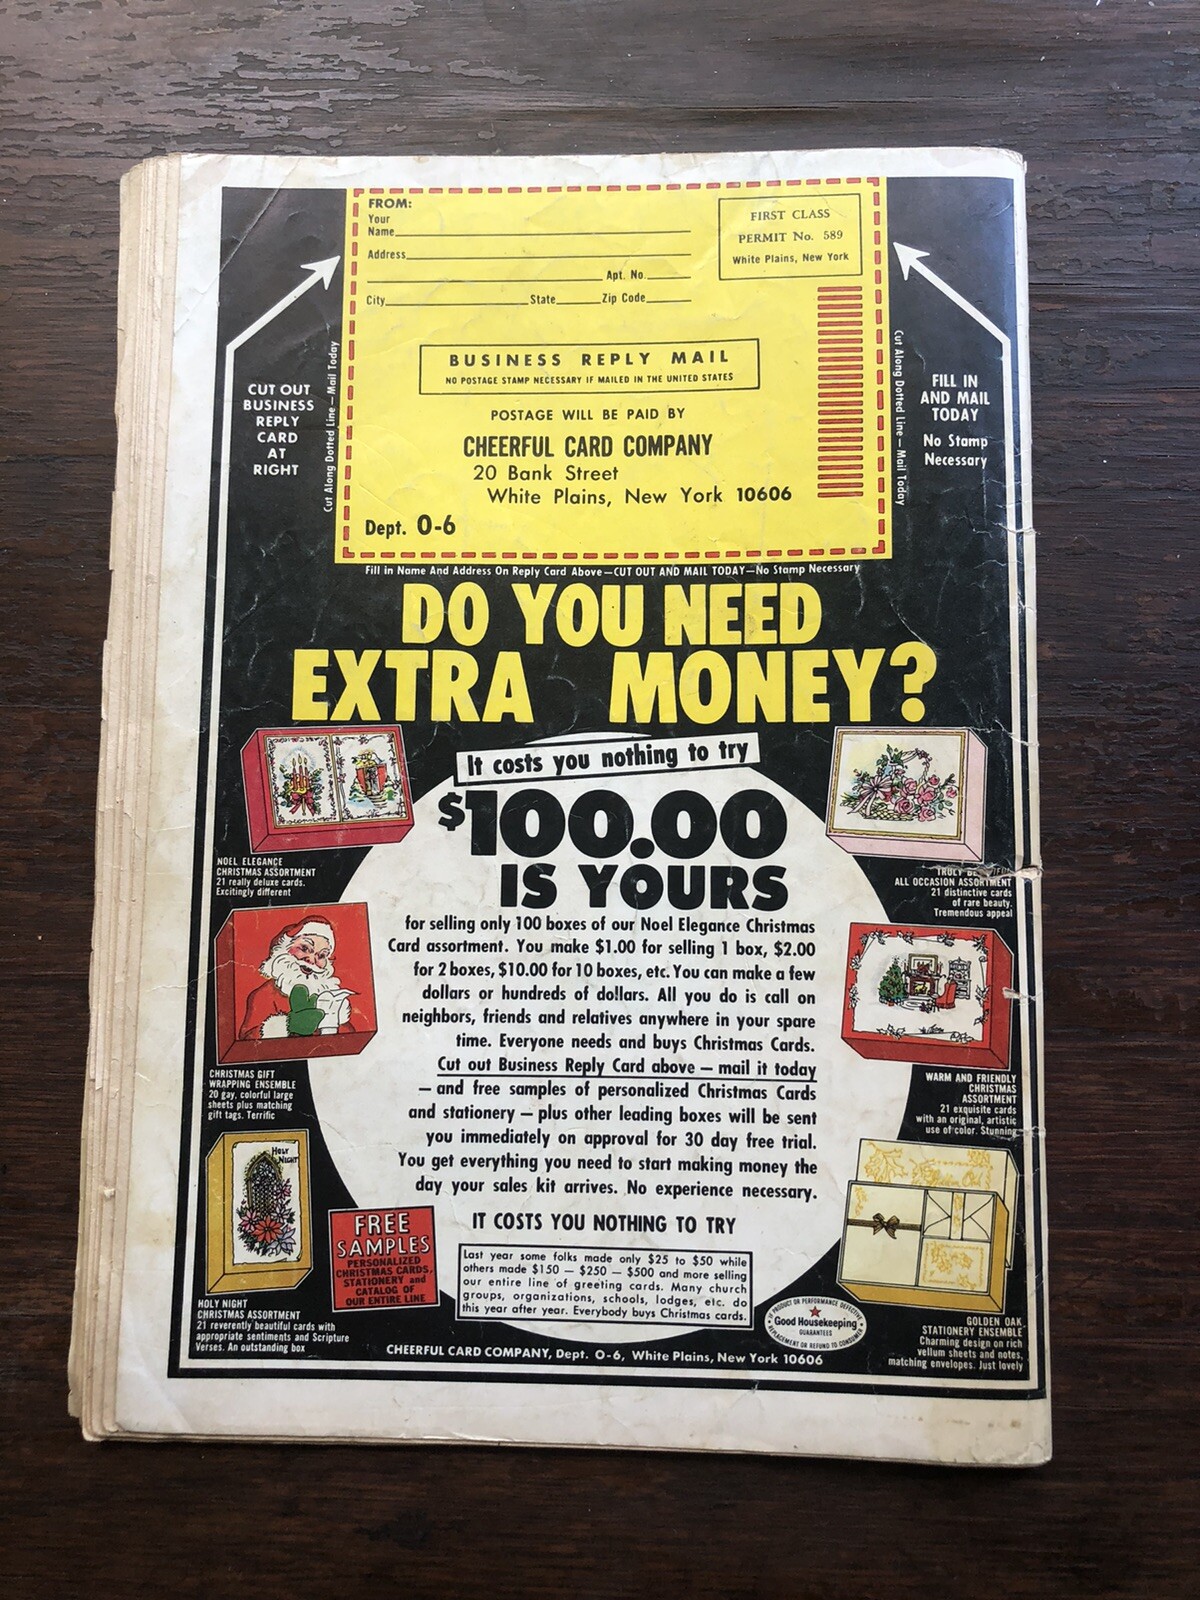 FROM:
Your
Name
Address
Apt. No.
City State Zip Code
FIRST CLASS
PERMIT No. 589
White Plains, New York
BUSINESS REPLY MAIL
NO POSTAGE STAMP NECESSARY IF MAILED IN THE UNITED STATES
POSTAGE WILL BE PAID BY
CHEERFUL CARD COMPANY
20 Bank Street
White Plains, New York 10606
Dept. O-6
CUT OUT
BUSINESS
REPLY
CARD
AT
RIGHT
Cut Along Dotted Line — Mail Today
Cut Along Dotted Line — Mail Today
FILL IN
AND MAIL
TODAY
No Stamp
Necessary
Fill in Name And Address On Reply Card Above—CUT OUT AND MAIL TODAY—No Stamp Necessary
DO YOU NEED
EXTRA MONEY?
It costs you nothing to try
$100.00
IS YOURS
for selling only 100 boxes of our Noel Elegance Christmas
Card assortment. You make $1.00 for selling 1 box, $2.00
for 2 boxes, $10.00 for 10 boxes, etc. You can make a few
dollars or hundreds of dollars. All you do is call on
neighbors, friends and relatives anywhere in your spare
time. Everyone needs and buys Christmas Cards.
Cut out Business Reply Card above — mail it today
— and free samples of personalized Christmas Cards
and stationery — plus other leading boxes will be sent
you immediately on approval for 30 day free trial.
You get everything you need to start making money the
day your sales kit arrives. No experience necessary.
IT COSTS YOU NOTHING TO TRY
Last year some folks made only $25 to $50 while
others made $150 — $250 — $500 and more selling
our entire line of greeting cards. Many church
groups, organizations, schools, lodges, etc. do
this year after year. Everybody buys Christmas cards.
NOEL ELEGANCE
CHRISTMAS ASSORTMENT
21 really deluxe cards.
Excitingly different
CHRISTMAS GIFT
WRAPPING ENSEMBLE
20 gay, colorful large
sheets plus matching
gift tags. Terrific
HOLY
NIGHT
HOLY NIGHT
CHRISTMAS ASSORTMENT
21 reverently beautiful cards with
appropriate sentiments and Scripture
Verses. An outstanding box
FREE
SAMPLES
PERSONALIZED
CHRISTMAS CARDS,
STATIONERY and
CATALOG OF
OUR ENTIRE LINE
TRULY
ALL OCCASION ASSORTMENT
21 distinctive cards
of rare beauty.
Tremendous appeal
WARM AND FRIENDLY
CHRISTMAS
ASSORTMENT
21 exquisite cards
with an original, artistic
use of color. Stunning
Golden Oak
GOLDEN OAK
STATIONERY ENSEMBLE
Charming design on rich
vellum sheets and notes,
matching envelopes. Just lovely
IF PRODUCT OR PERFORMANCE DEFECTIVE
Good Housekeeping
GUARANTEES
REPLACEMENT OR REFUND TO CONSUMER
CHEERFUL CARD COMPANY, Dept. O-6, White Plains, New York 10606